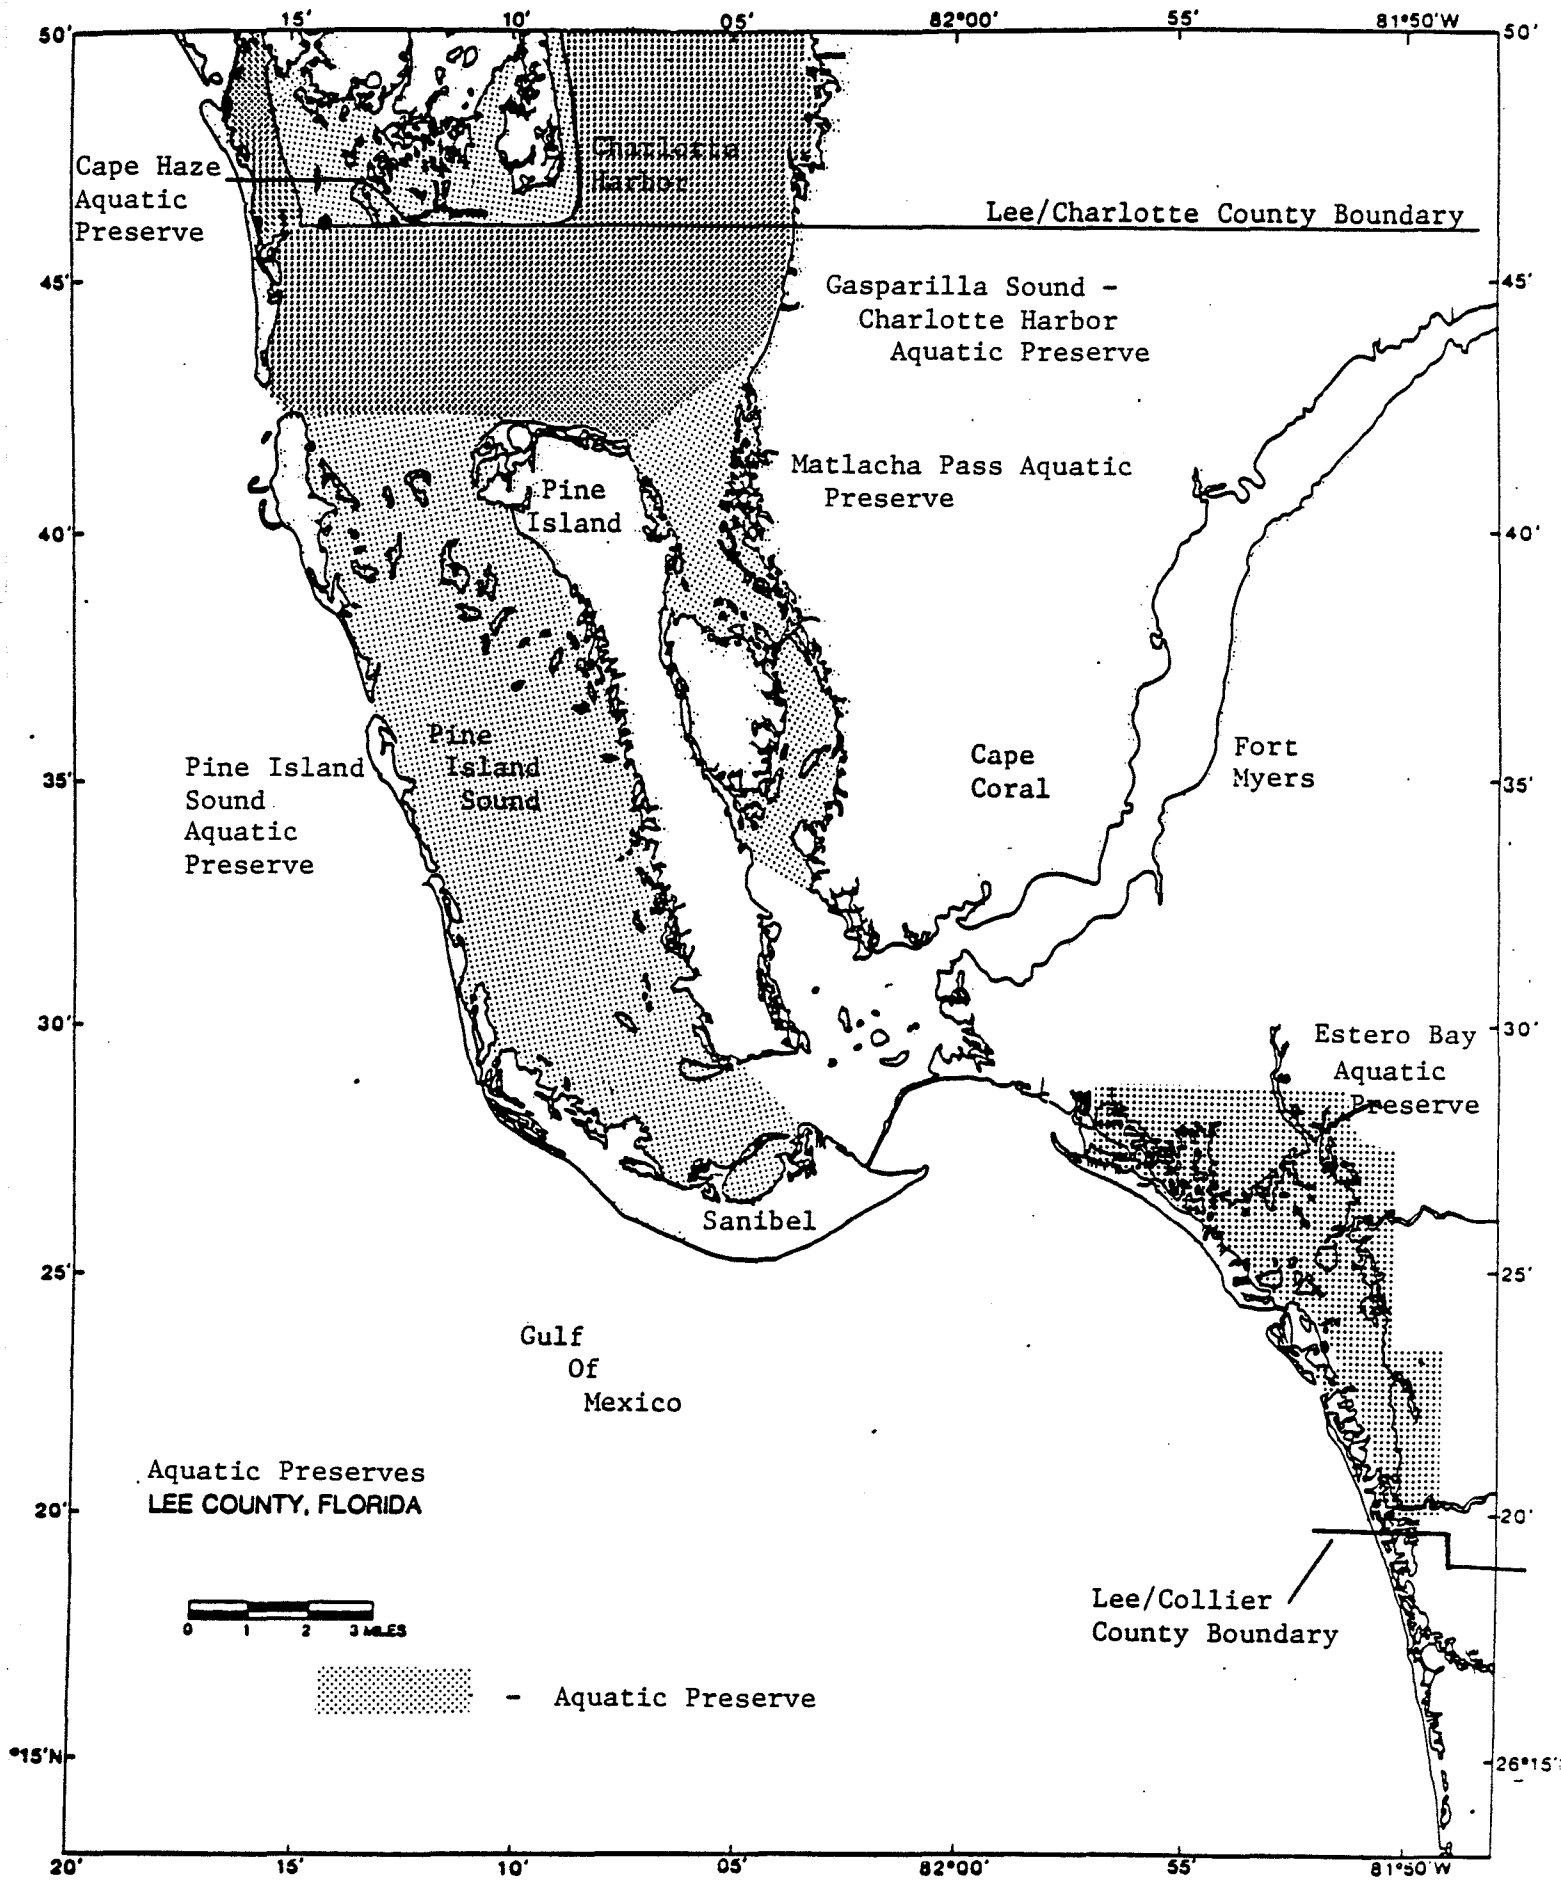 15' 10' 05' 82°00' 55' 81°50'W
50' 50'
Charlotte
Harbor
Cape Haze
Aquatic
Preserve
Lee/Charlotte County Boundary
45' 45'
Gasparilla Sound -
Charlotte Harbor
Aquatic Preserve
Matlacha Pass Aquatic
Preserve
Pine
Island
40' 40'
Pine
Island
Sound
Pine Island
Sound
Aquatic
Preserve
Cape
Coral
Fort
Myers
35' 35'
30' 30'
Estero Bay
Aquatic
Preserve
Sanibel
25' 25'
Gulf
Of
Mexico
Aquatic Preserves
LEE COUNTY, FLORIDA
20' 20'
Lee/Collier
County Boundary
0 1 2 3 MILES
- Aquatic Preserve
°15'N 26°15'
20' 15' 10' 05' 82°00' 55' 81°50'W